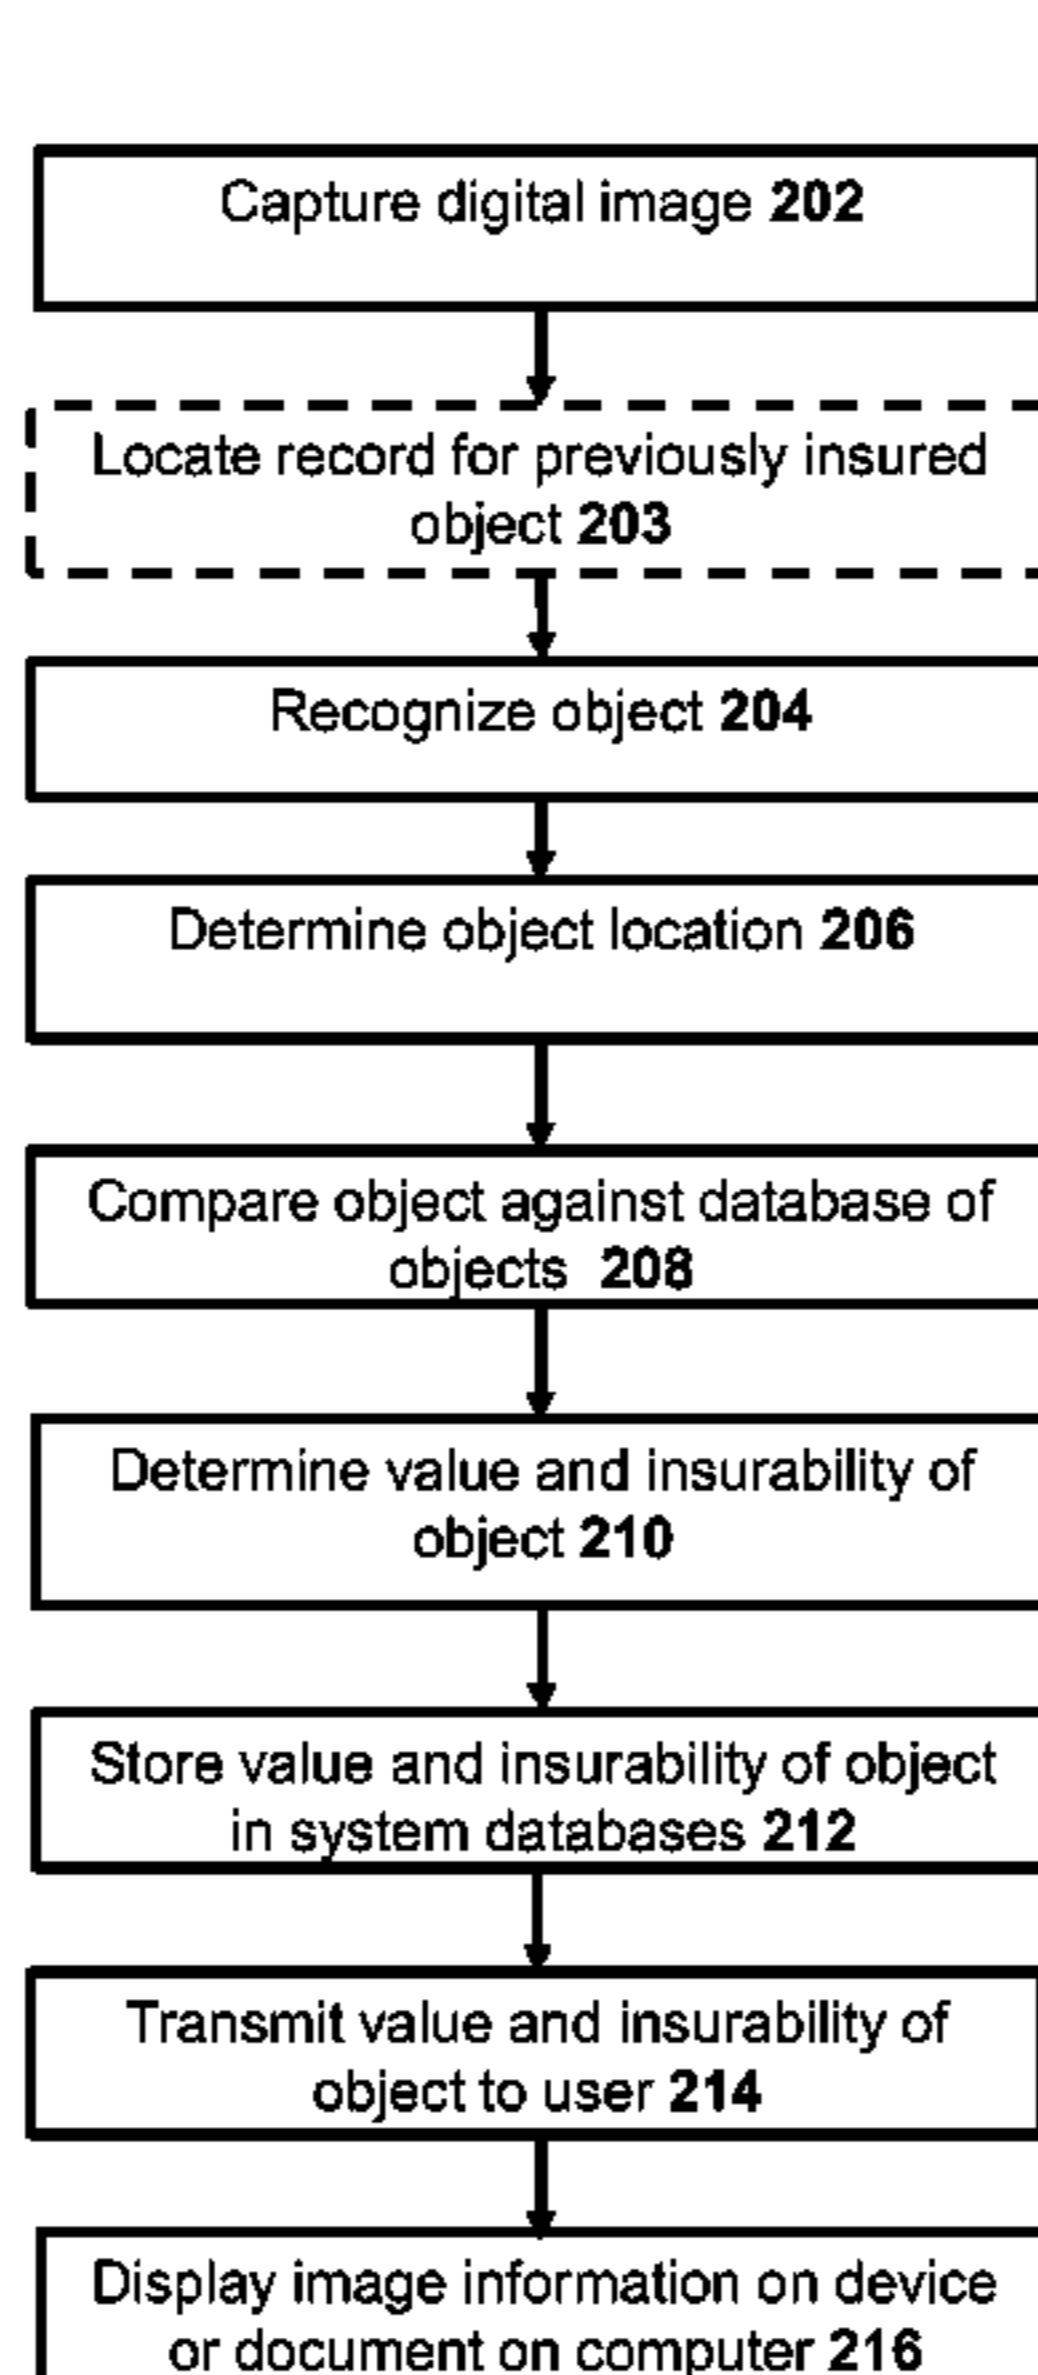 Capture digital image 202
Locate record for previously insured
object 203
Recognize object 204
Determine object location 206
Compare object against database of
objects 208
Determine value and insurability of
object 210
Store value and insurability of object
in system databases 212
Transmit value and insurability of
object to user 214
Display image information on device
or document on computer 216